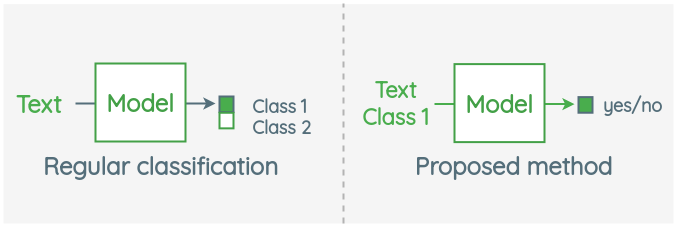 Text
Model
Class 1
Class 2
Regular classification
Text
Class 1
Model
yes/no
Proposed method